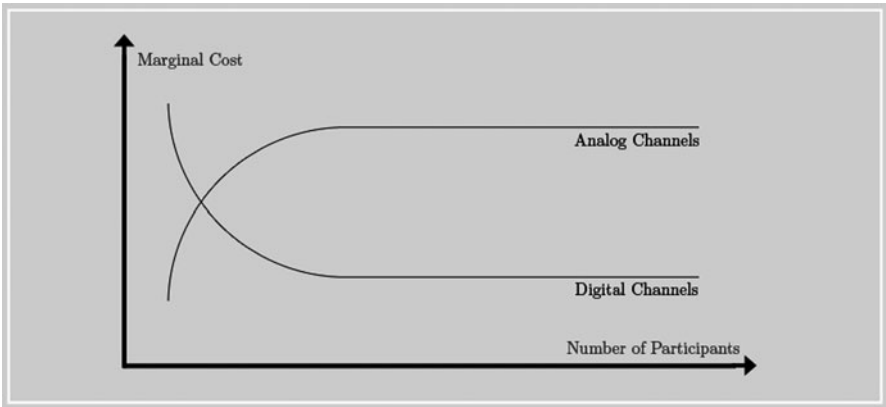 Marginal Cost
Analog Channels
Digital Channels
Number of Participants